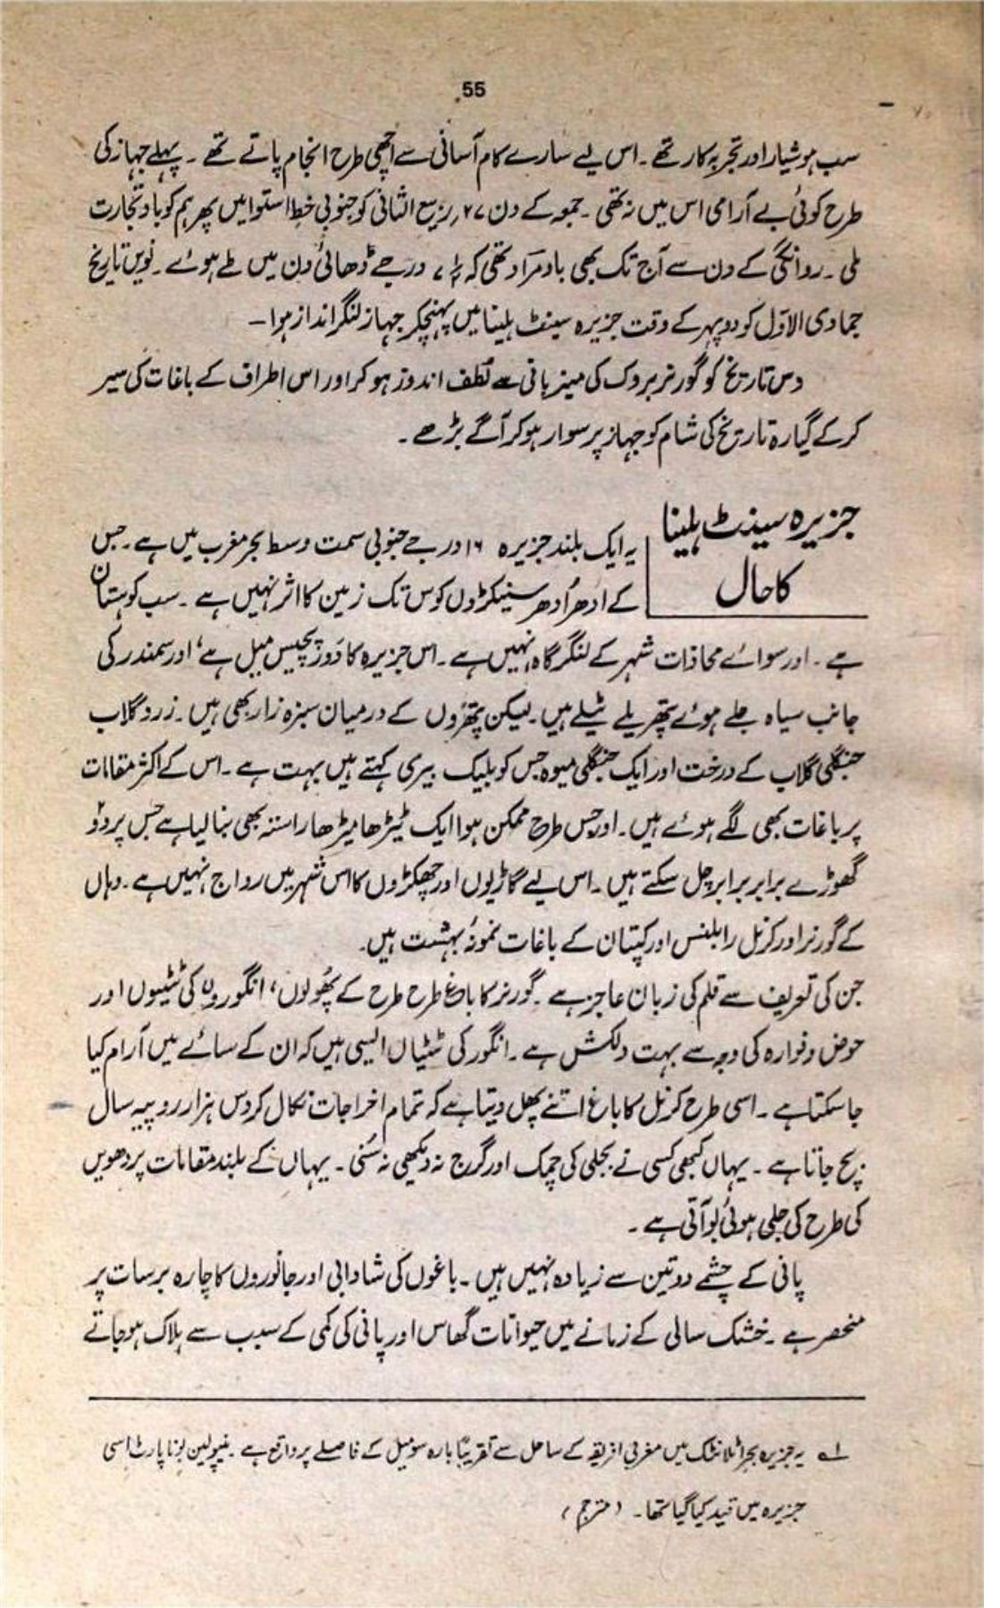 55
سب ہوشیار اور تجربہ کار تھے۔ اس لیے سارے کام آسانی سے اچھی طرح انجام پاتے تھے۔ پہلے جہاز کی
طرح کوئی بے آرامی اس میں نہ تھی۔ جمعہ کے دن ۲۷؍ ربیع الثانی کو جنوبی خط استوا میں پھر ہم کو باد تجارت
ملی۔ روانگی کے دن سے آج تک بھی باد مراد تھی کہ درجے ڈھائی دن میں طے ہوئے۔ نویں تاریخ
جمادی الاوّل کو دوپہر کے وقت جزیرہ سینٹ ہلینا میں پہنچکر جہاز لنگر انداز ہوا۔
دس تاریخ کو گورنر بروک کی میزبانی سے لُطف اندوز ہو کر اور اس اطراف کے باغات کی سیر
کر کے گیارہ تاریخ کی شام کو جہاز پر سوار ہو کر آگے بڑھے۔
جزیرہ سینٹ ہلینا
کا حال
یہ ایک بلند جزیرہ ۱۶ درجے جنوبی سمت وسط بحر مغرب میں ہے۔ جس
کے اِدھر اُدھر سینکڑوں کوس تک زمین کا اثر نہیں ہے۔ سب کوہستان
ہے۔ اور سوائے محاذات شہر کے لنگر گاہ نہیں ہے۔ اس جزیرہ کا دَور پچیس میل ہے، اور سمندر کی
جانب سیاہ جلے ہوئے پتھریلے ٹیلے ہیں۔ لیکن پتھروں کے درمیان سبزہ زار بھی ہیں۔ زرد گلاب
جنگلی گلاب کے درخت اور ایک جنگلی میوہ جس کو بلیک بیری کہتے ہیں بہت ہے۔ اس کے اکثر مقامات
پر باغات بھی لگے ہوئے ہیں۔ اور جس طرح ممکن ہوا ایک ٹیڑھا میڑھا راستہ بھی بنا لیا ہے جس پر دو
گھوڑے برابر برابر چل سکتے ہیں۔ اس لیے گاڑیوں اور چھکڑوں کا اس شہر میں رواج نہیں ہے۔ وہاں
کے گورنر اور کرنل رابنس اور کپتان کے باغات نمونۂ بہشت ہیں۔
جن کی تعریف سے قلم کی زبان عاجز ہے۔ گورنر کا باغ طرح طرح کے پھُولوں، انگوروں کی ٹٹیوں اور
حوض و فوارہ کی وجہ سے بہت دلکش ہے۔ انگور کی ٹٹیاں ایسی ہیں کہ ان کے سائے میں آرام کیا
جا سکتا ہے۔ اسی طرح کرنل کا باغ اتنے پھل دیتا ہے کہ تمام اخراجات نکال کر دس ہزار روپیہ سال
بچ جاتا ہے۔ یہاں کبھی کسی نے بجلی کی چمک اور گرج نہ دیکھی نہ سُنی۔ یہاں کے بلند مقامات پر دھویں
کی طرح کی جلی ہوئی بُو آتی ہے۔
پانی کے چشمے دو تین سے زیادہ نہیں ہیں۔ باغوں کی شادابی اور جانوروں کا چارہ برسات پر
منحصر ہے۔ خشک سالی کے زمانے میں حیوانات گھاس اور پانی کی کمی کے سبب سے ہلاک ہو جاتے
۱؎ یہ جزیرہ بحر اٹلانٹک میں مغربی افریقہ کے ساحل سے تقریباً بارہ سو میل کے فاصلے پر واقع ہے۔ نیپولین بونا پارٹ اسی
جزیرہ میں قید کیا گیا تھا۔ (مترجم)